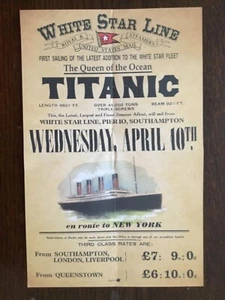 WHITE STAR LINE
ROYAL & STEAMERS
UNITED STATES MAIL
FIRST SAILING OF THE LATEST ADDITION TO THE WHITE STAR FLEET
The Queen of the Ocean
TITANIC
LENGTH 882½ FT. OVER 45,000 TONS BEAM 92½ FT.
TRIPLE-SCREWS
This, the Latest, Largest and Finest Steamer Afloat, will sail from
WHITE STAR LINE, PIER 10, SOUTHAMPTON
WEDNESDAY, APRIL 10TH,
en route to NEW YORK
THIRD CLASS RATES ARE:
From SOUTHAMPTON, LONDON, LIVERPOOL £7: 9: 0.
From QUEENSTOWN £6: 10: 0.